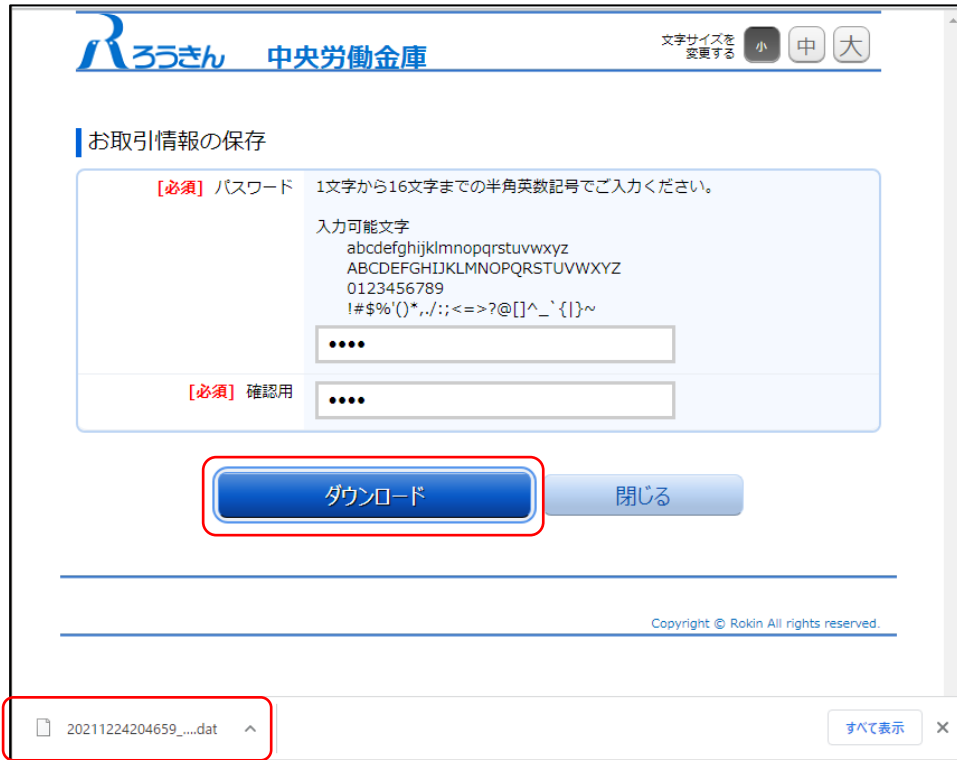 ろうきん 中央労働金庫
文字サイズを
変更する 小 中 大
お取引情報の保存
[必須] パスワード 1文字から16文字までの半角英数記号でご入力ください。
入力可能文字
abcdefghijklmnopqrstuvwxyz
ABCDEFGHIJKLMNOPQRSTUVWXYZ
0123456789
!#$%'()*,./:;<=>?@[]^_`{|}~
••••
[必須] 確認用 ••••
ダウンロード 閉じる
Copyright © Rokin All rights reserved.
20211224204659_....dat すべて表示